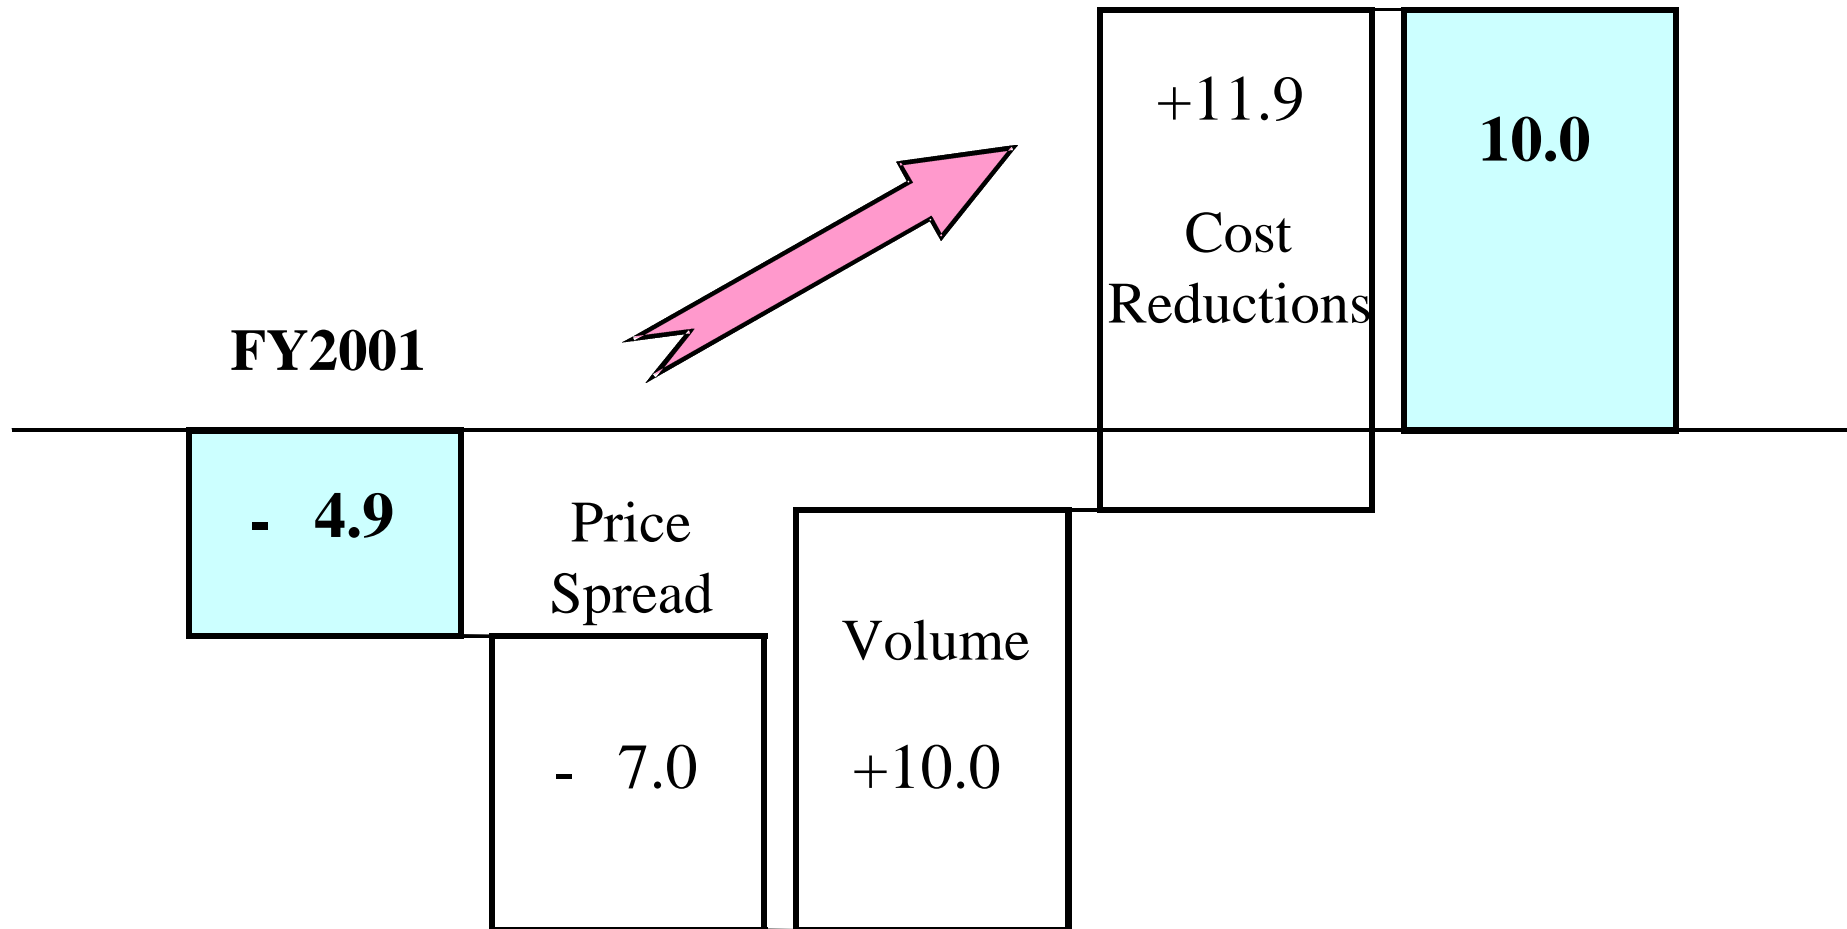 FY2001
- 4.9
Price
Spread
- 7.0
Volume
+10.0
+11.9
Cost
Reductions
10.0